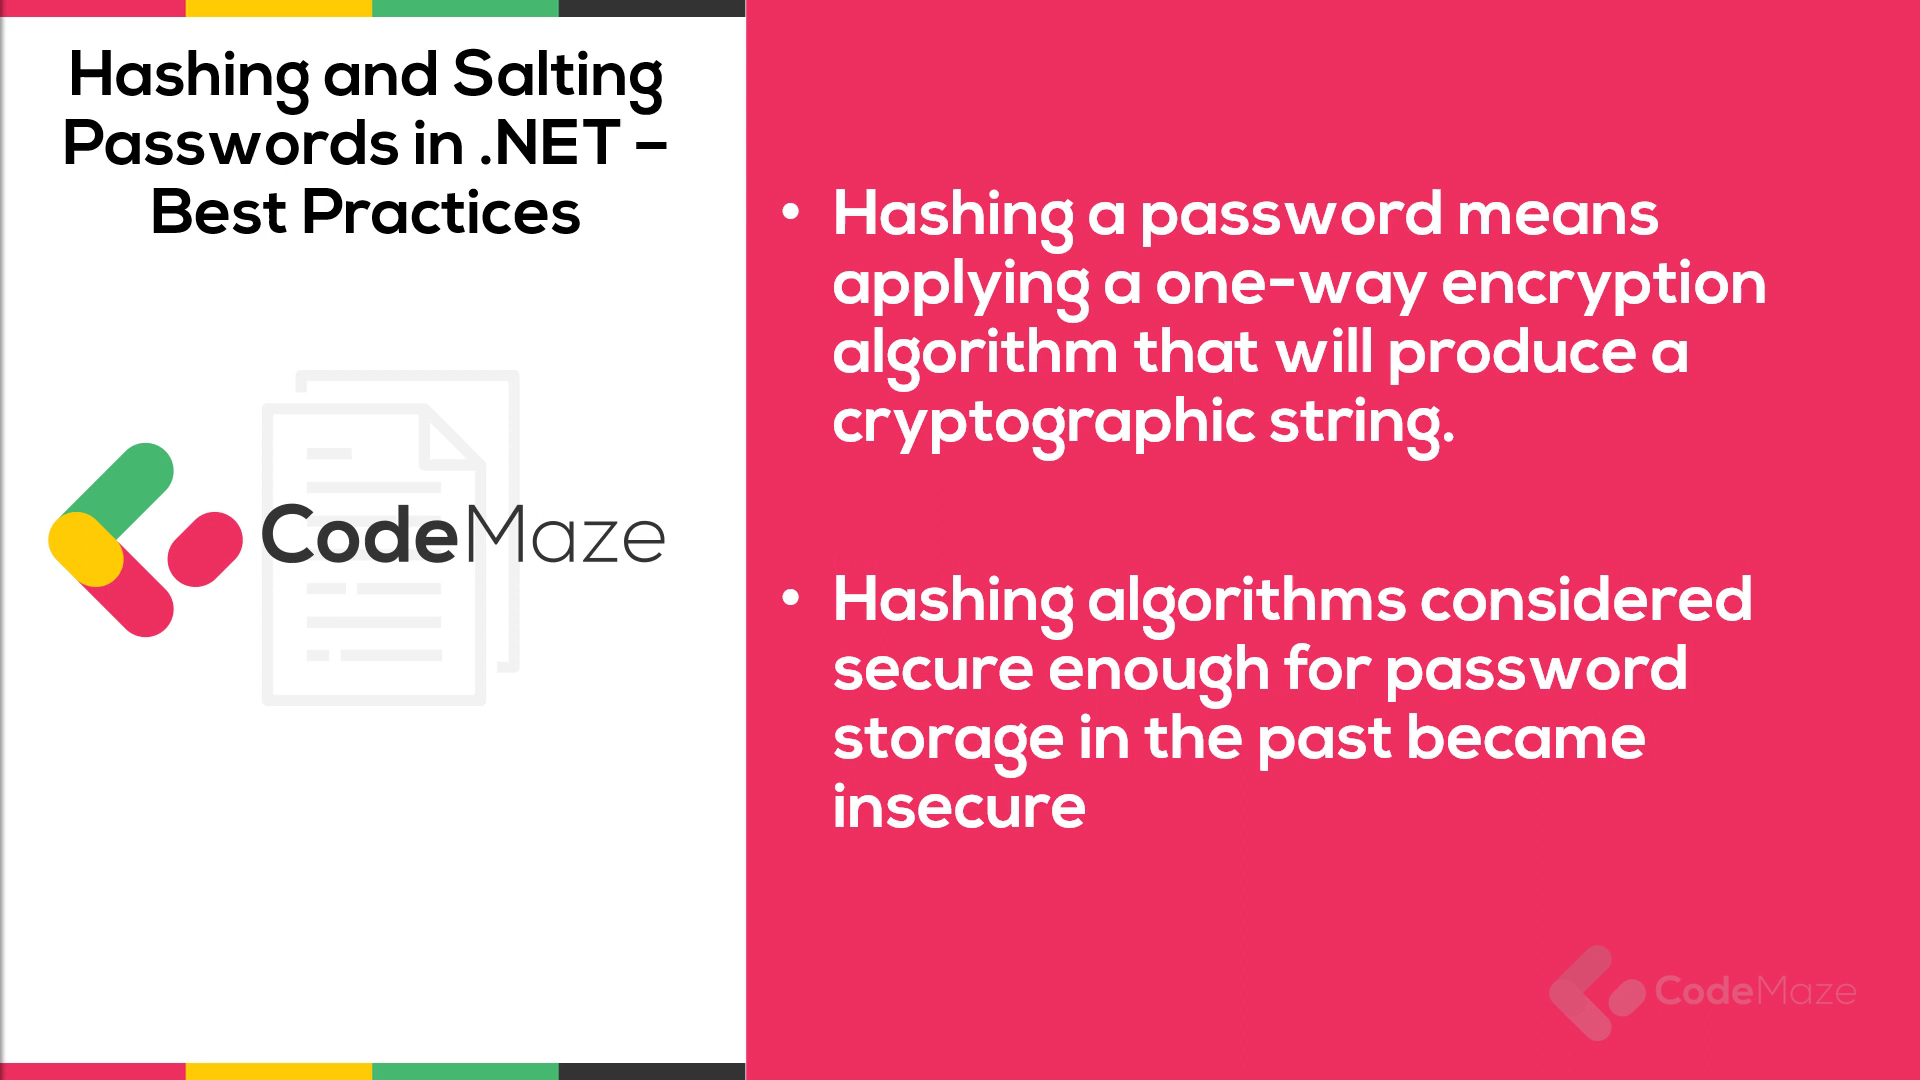 Hashing and Salting
Passwords in .NET –
Best Practices
CodeMaze
• Hashing a password means
applying a one-way encryption
algorithm that will produce a
cryptographic string.
• Hashing algorithms considered
secure enough for password
storage in the past became
insecure
CodeMaze